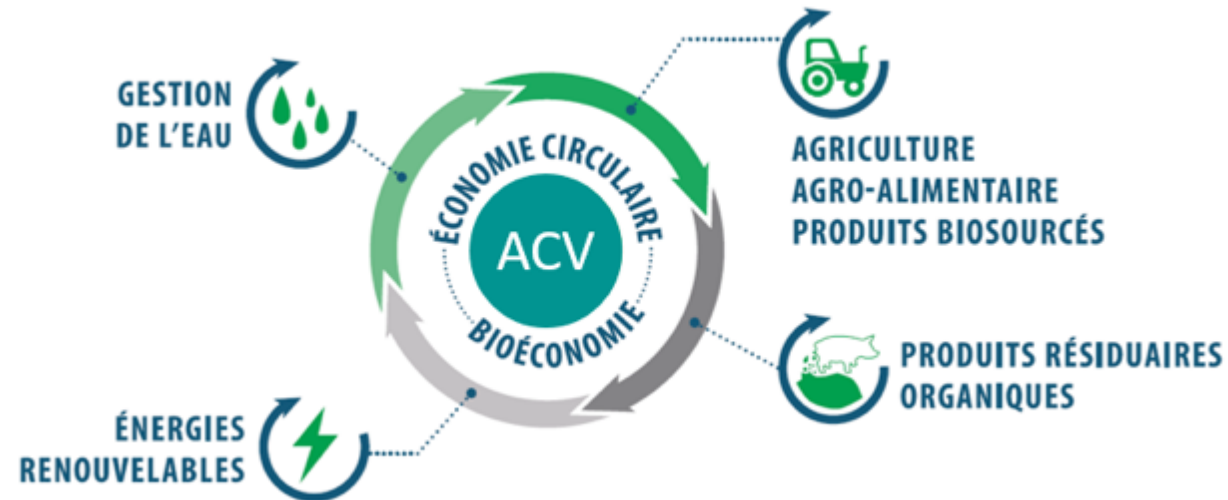 GESTION
DE L'EAU
AGRICULTURE
AGRO-ALIMENTAIRE
PRODUITS BIOSOURCÉS
ÉCONOMIE CIRCULAIRE
ACV
BIOÉCONOMIE
PRODUITS RÉSIDUAIRES
ORGANIQUES
ÉNERGIES
RENOUVELABLES